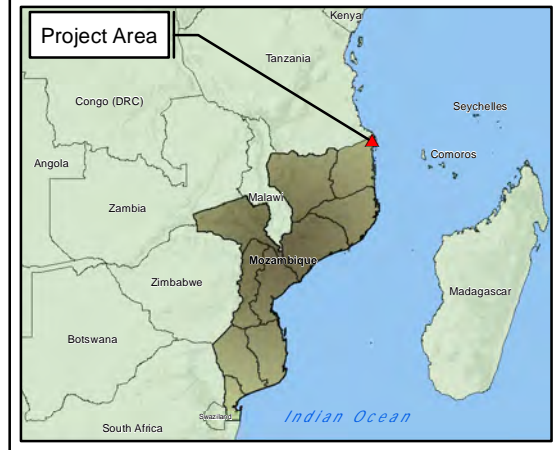 Kenya
Project Area
Tanzania
Congo (DRC)
Seychelles
Comoros
Angola
Malawi
Zambia
Mozambique
Zimbabwe
Madagascar
Botswana
Swaziland
Indian Ocean
South Africa